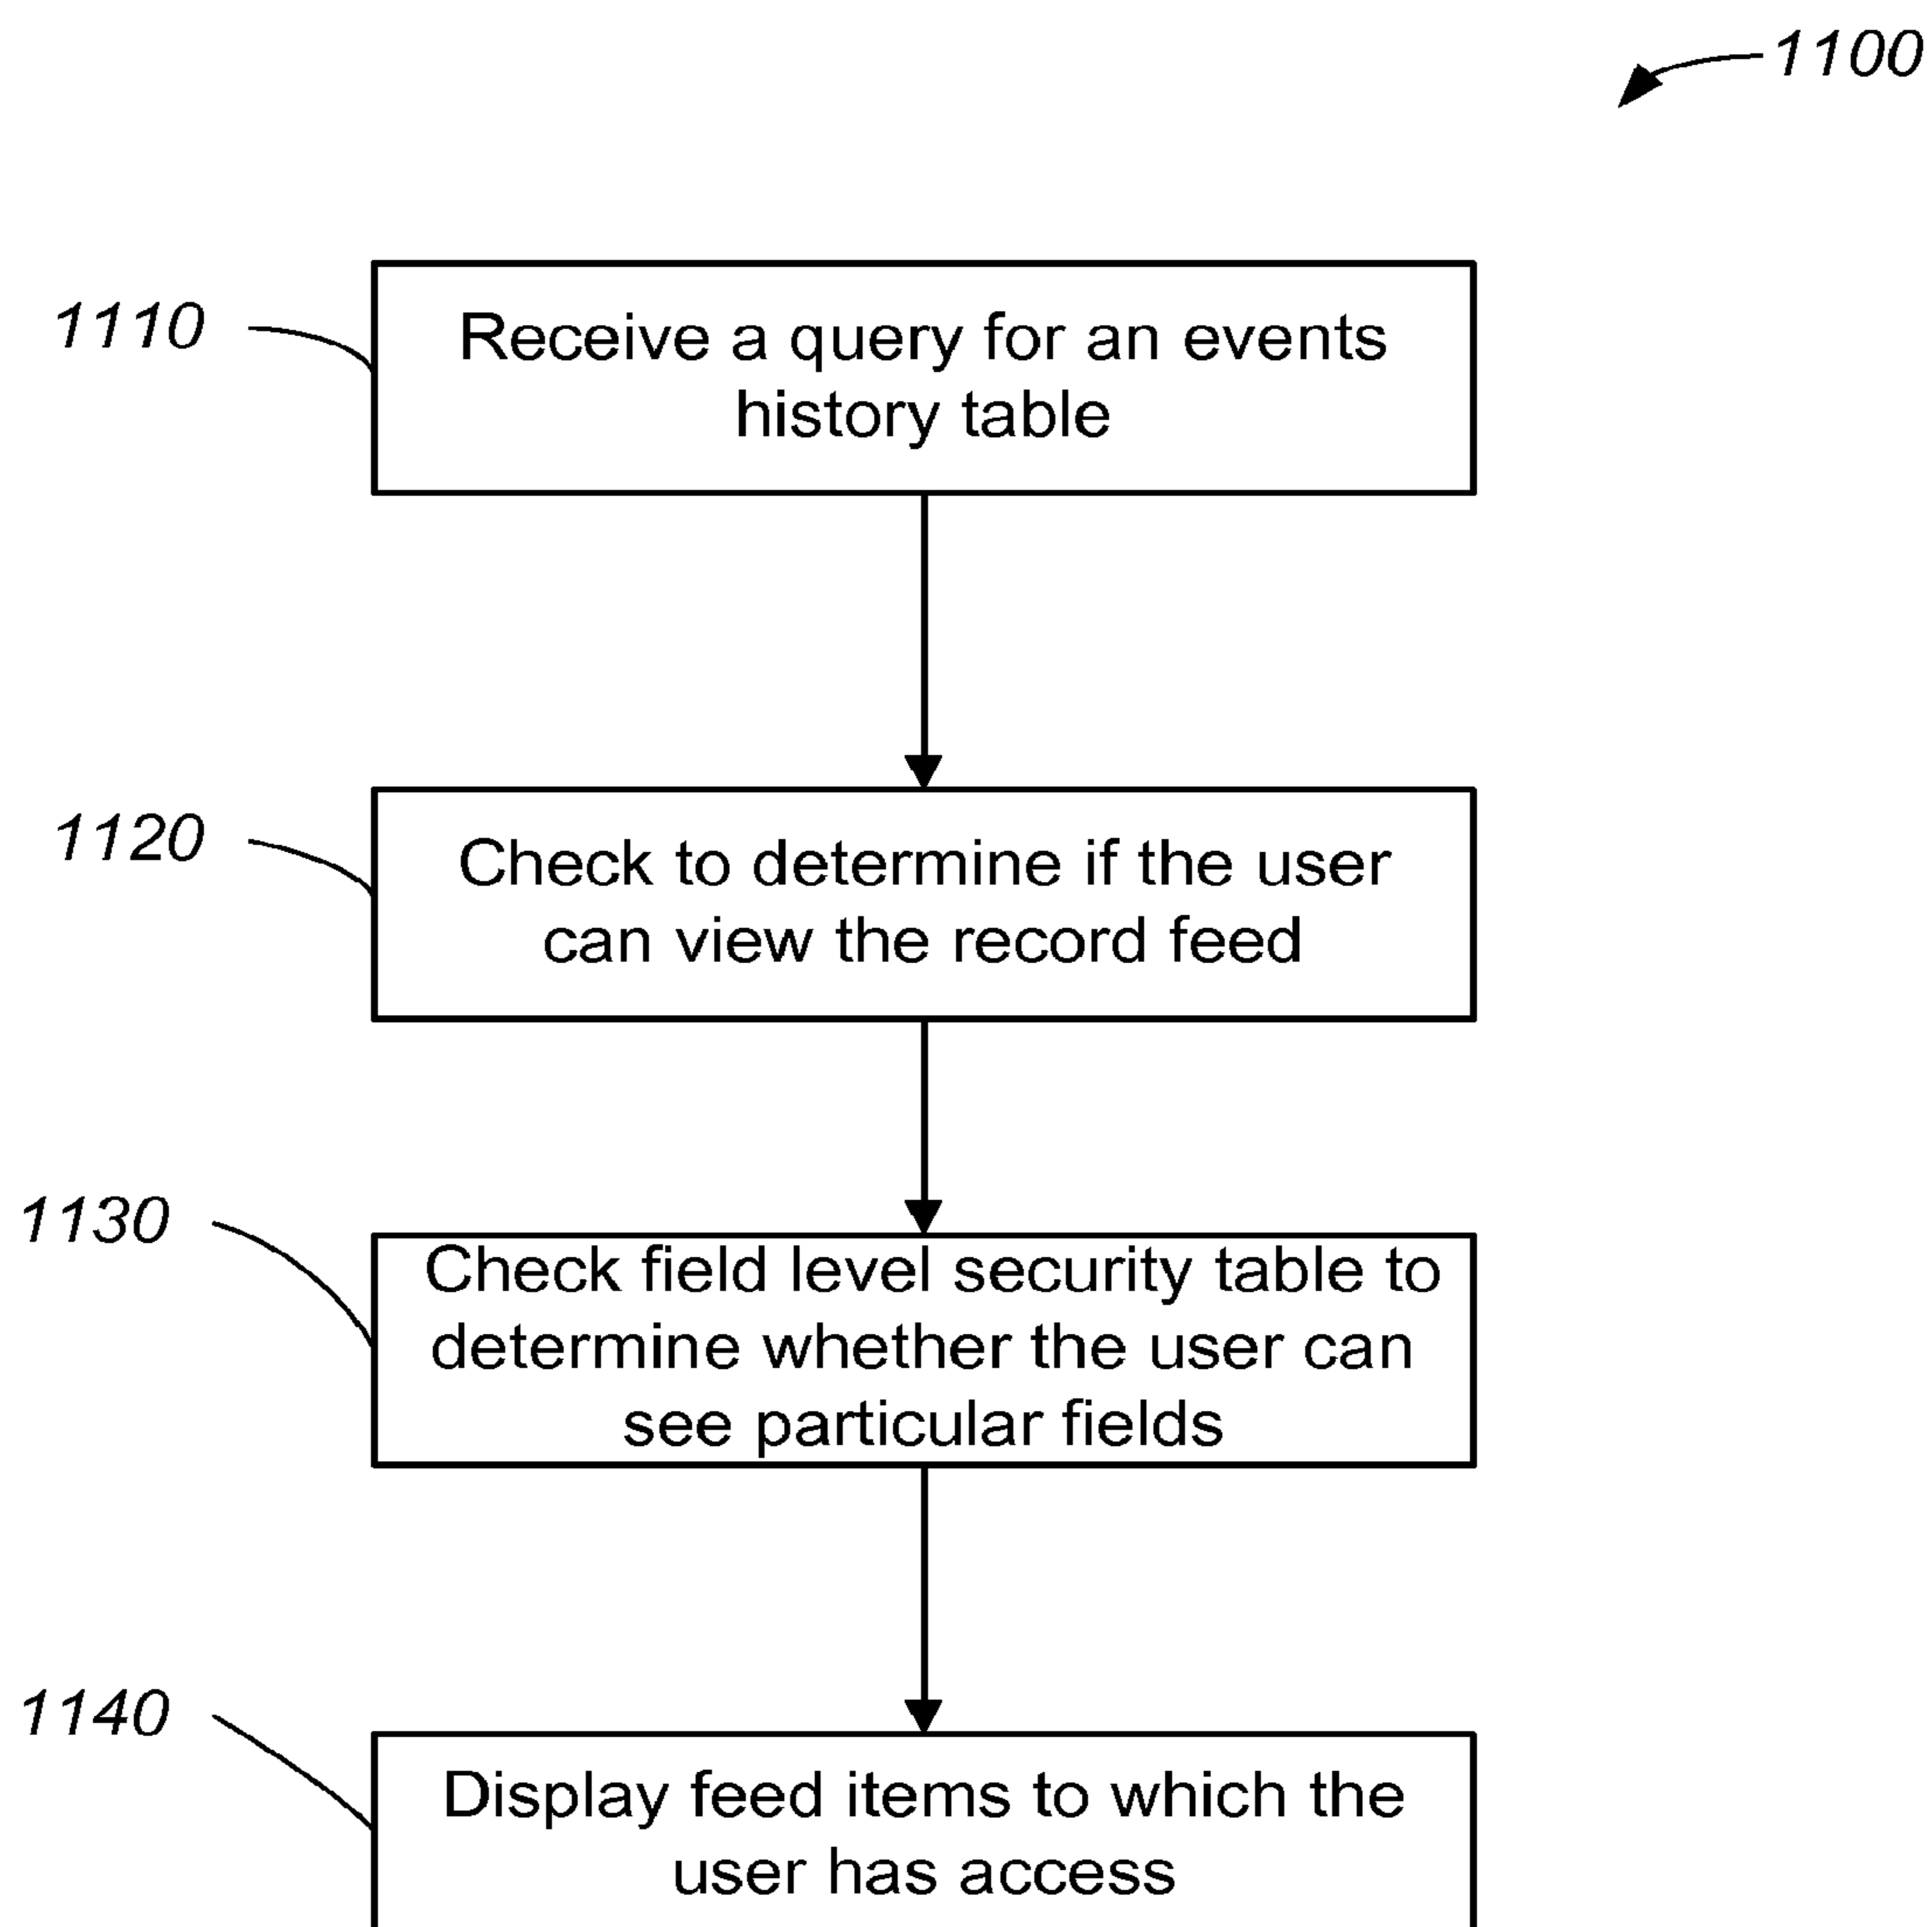 1100
1110
Receive a query for an events
history table
1120
Check to determine if the user
can view the record feed
1130
Check field level security table to
determine whether the user can
see particular fields
1140
Display feed items to which the
user has access